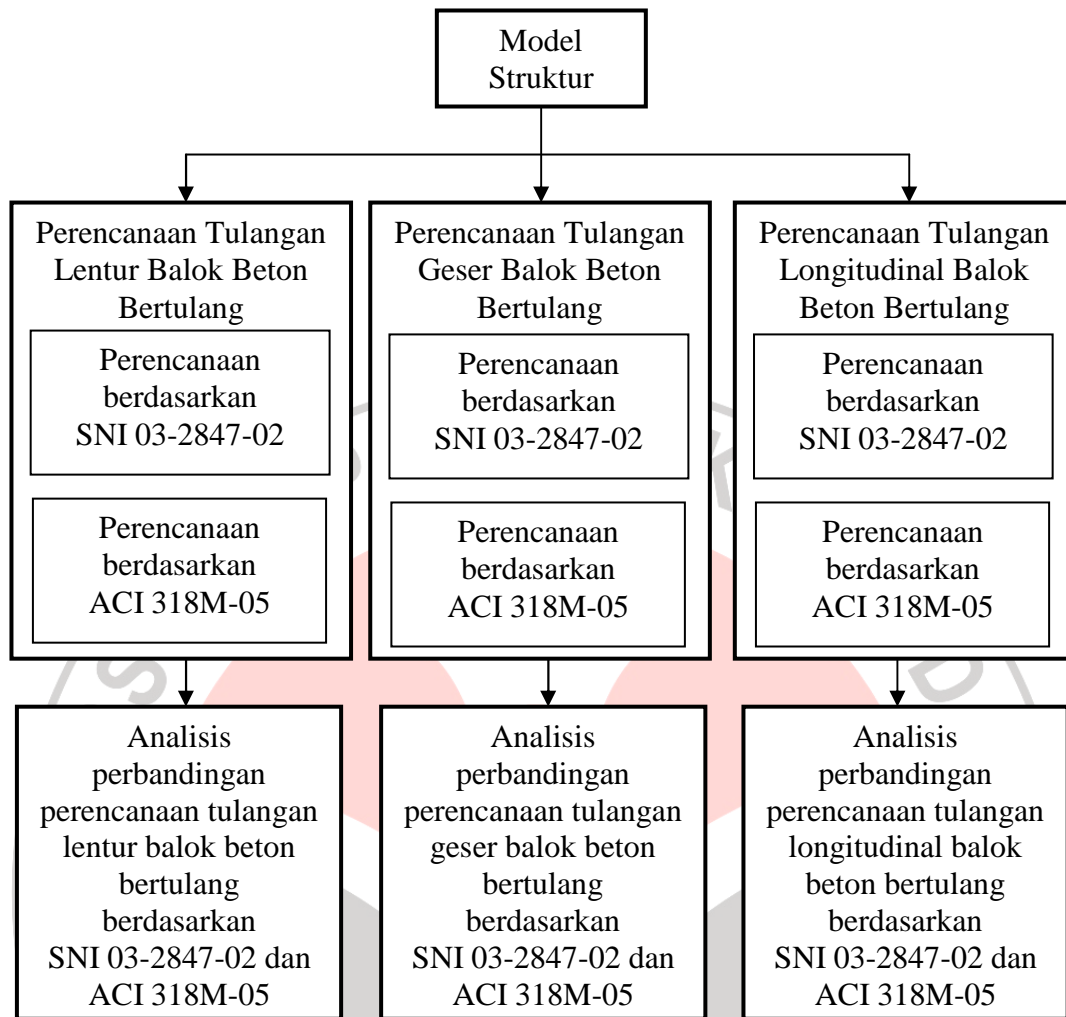 Model
Struktur
Perencanaan Tulangan
Lentur Balok Beton
Bertulang
Perencanaan
berdasarkan
SNI 03-2847-02
Perencanaan
berdasarkan
ACI 318M-05
Perencanaan Tulangan
Geser Balok Beton
Bertulang
Perencanaan
berdasarkan
SNI 03-2847-02
Perencanaan
berdasarkan
ACI 318M-05
Perencanaan Tulangan
Longitudinal Balok
Beton Bertulang
Perencanaan
berdasarkan
SNI 03-2847-02
Perencanaan
berdasarkan
ACI 318M-05
Analisis
perbandingan
perencanaan tulangan
lentur balok beton
bertulang
berdasarkan
SNI 03-2847-02 dan
ACI 318M-05
Analisis
perbandingan
perencanaan tulangan
geser balok beton
bertulang
berdasarkan
SNI 03-2847-02 dan
ACI 318M-05
Analisis
perbandingan
perencanaan tulangan
longitudinal balok
beton bertulang
berdasarkan
SNI 03-2847-02 dan
ACI 318M-05